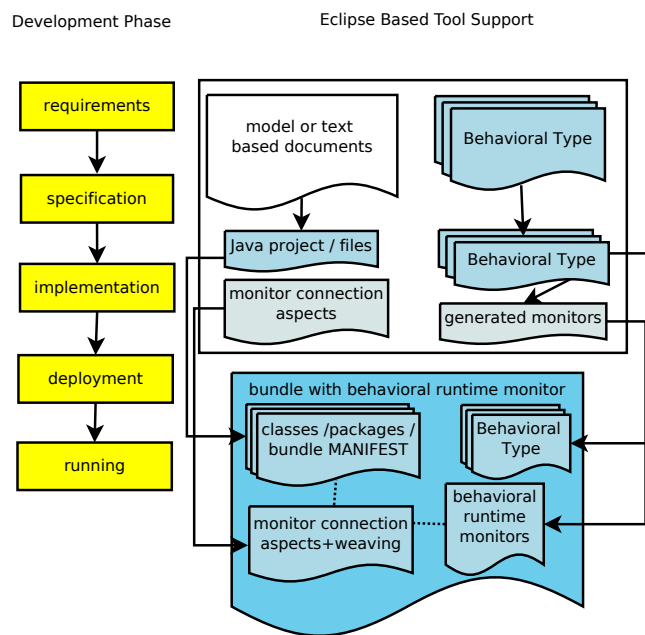 Development Phase
Eclipse Based Tool Support
requirements
specification
implementation
deployment
running
model or text
based documents
Behavioral Type
Java project / files
Behavioral Type
monitor connection
aspects
generated monitors
bundle with behavioral runtime monitor
classes /packages /
bundle MANIFEST
Behavioral
Type
monitor connection
aspects+weaving
behavioral
runtime
monitors